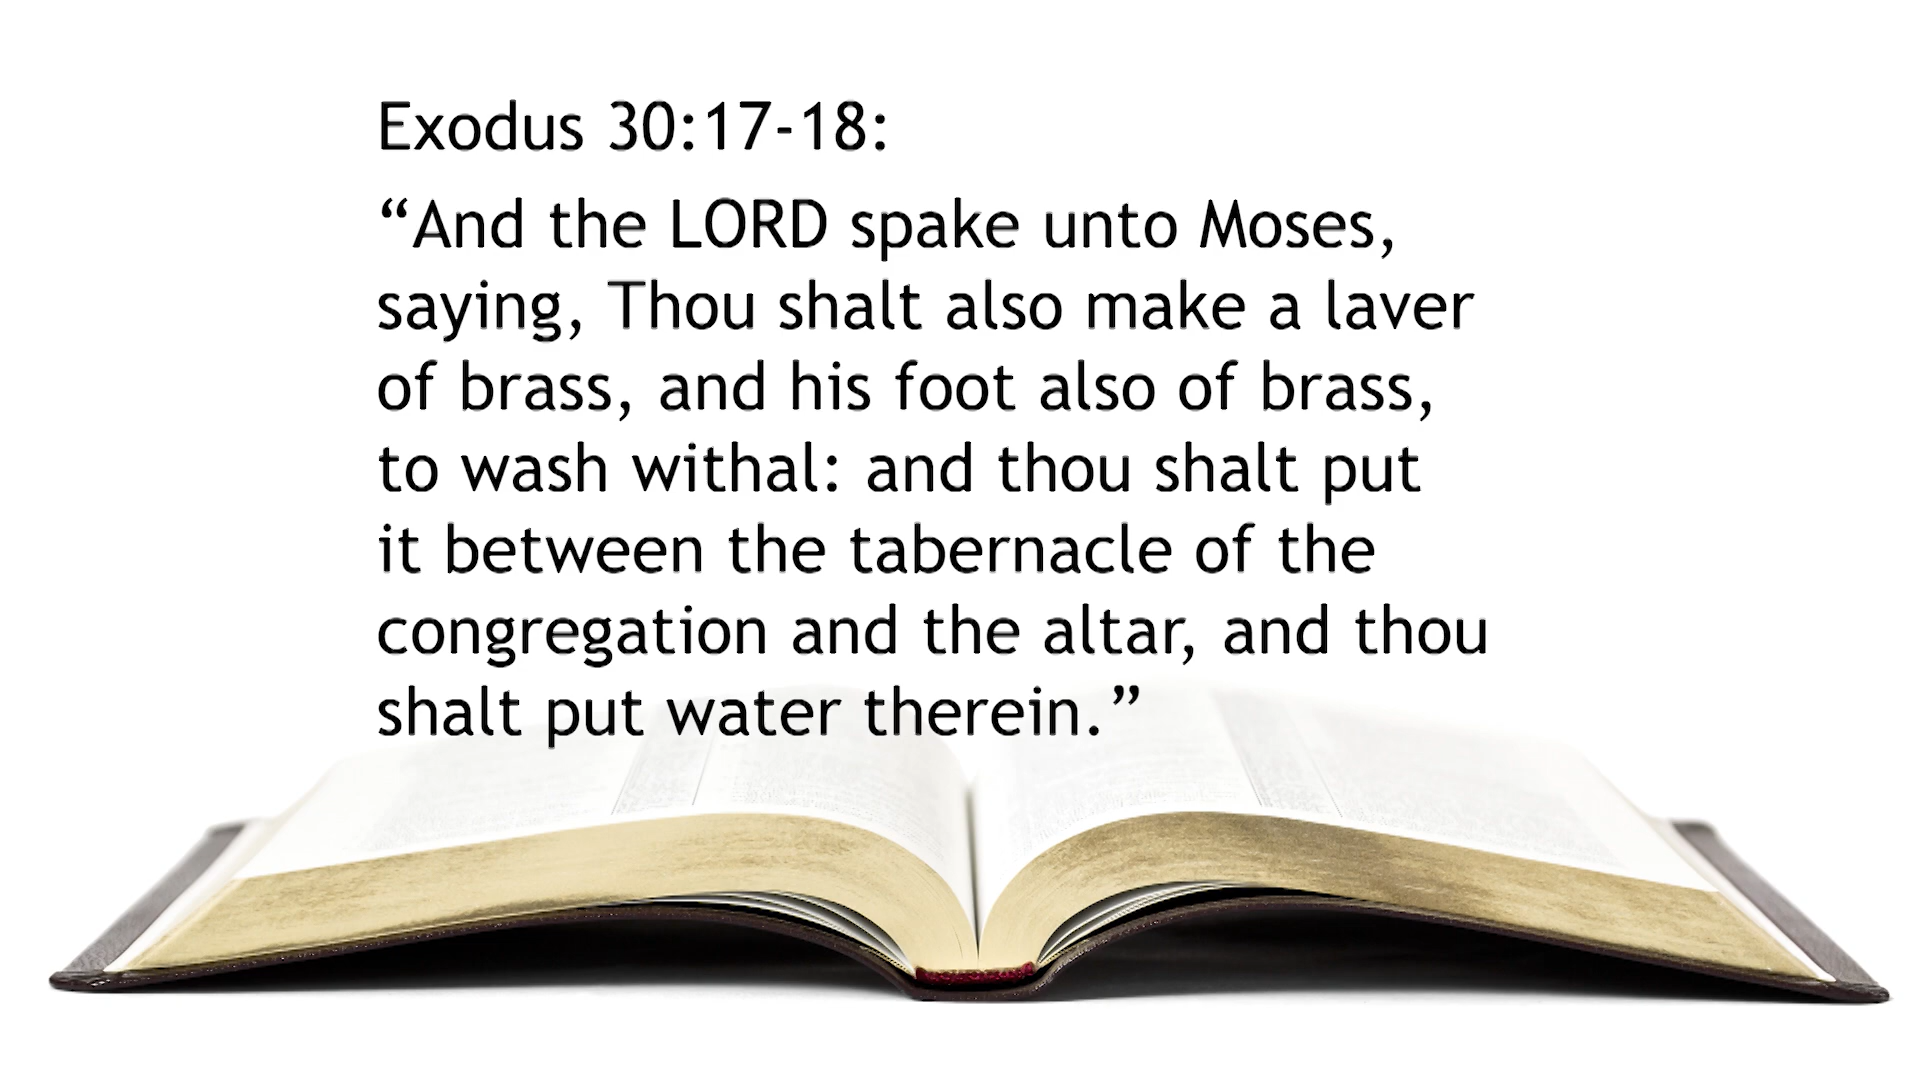 Exodus 30:17-18:
“And the LORD spake unto Moses,
saying, Thou shalt also make a laver
of brass, and his foot also of brass,
to wash withal: and thou shalt put
it between the tabernacle of the
congregation and the altar, and thou
shalt put water therein.”